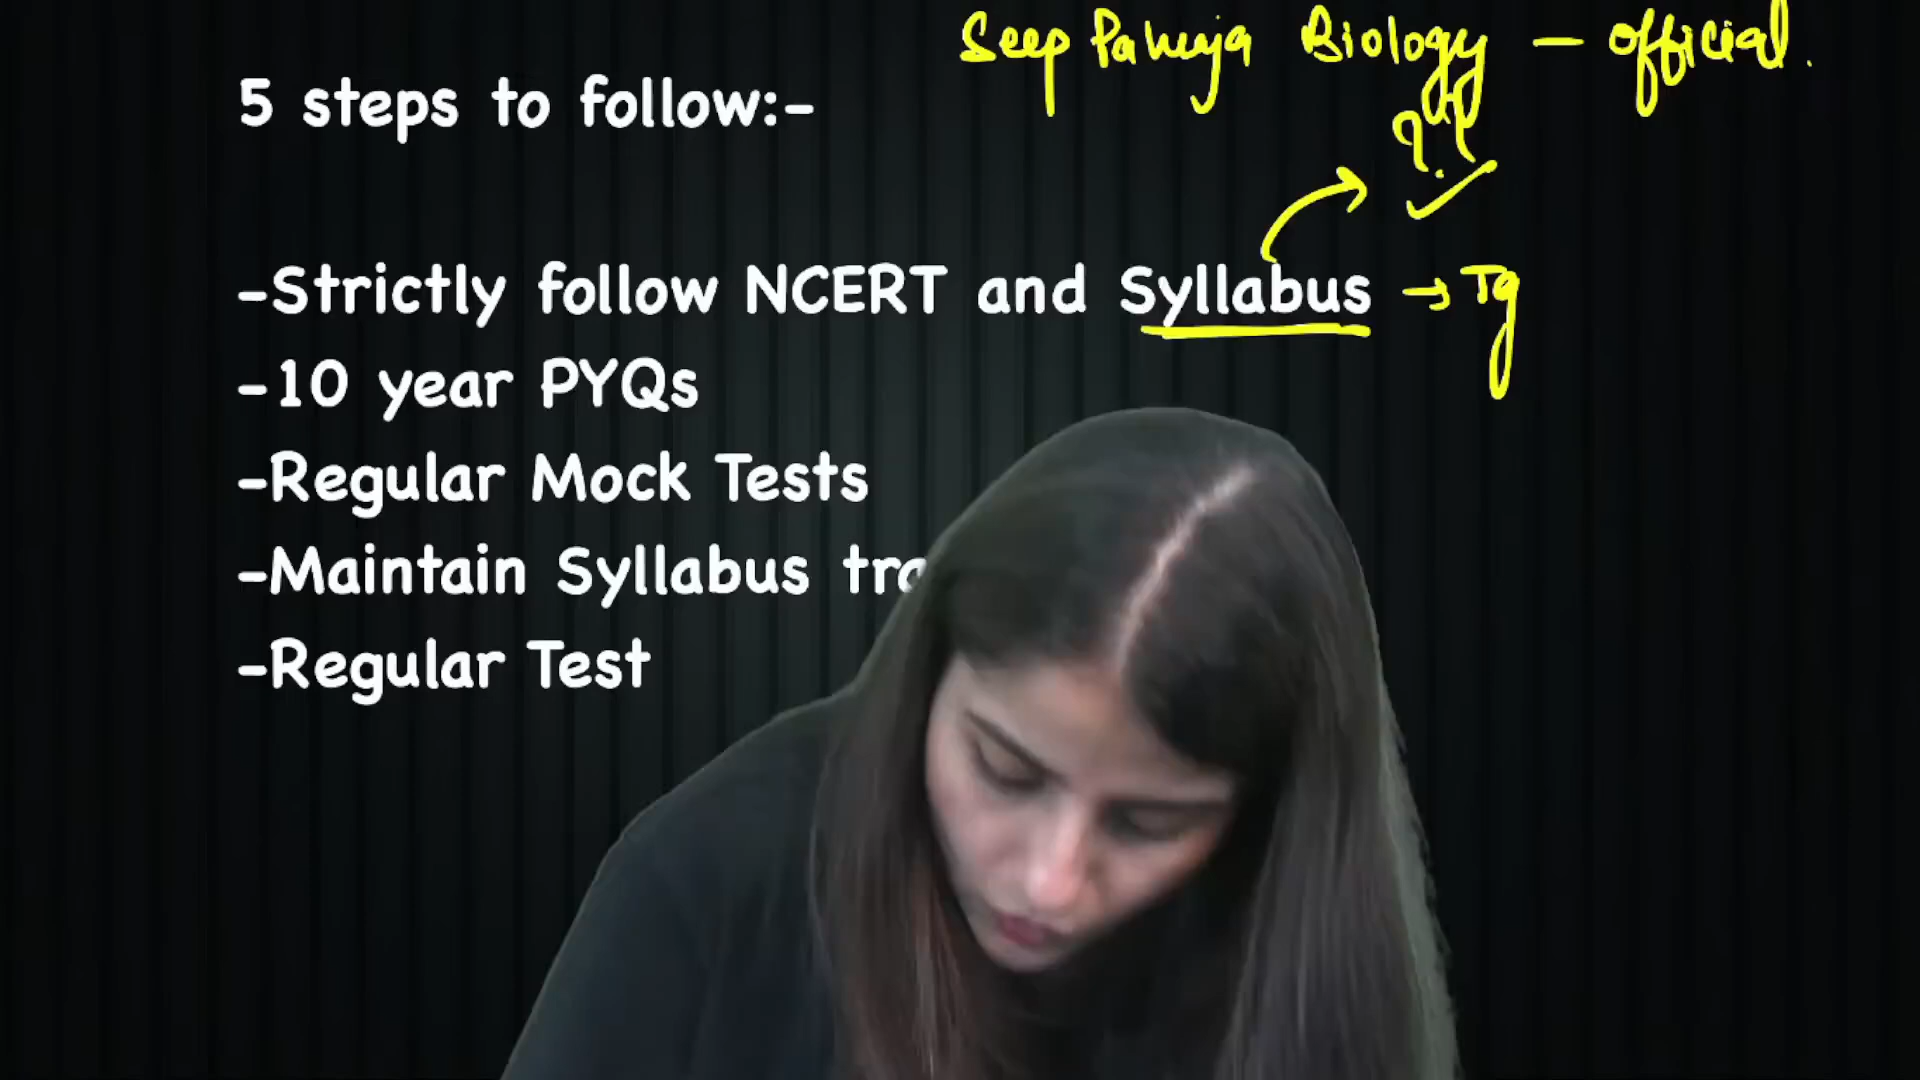 Seep Pahuja Biology - official.
5 steps to follow:-
-Strictly follow NCERT and Syllabus → Tg
-10 year PYQs
-Regular Mock Tests
-Maintain Syllabus
-Regular Test